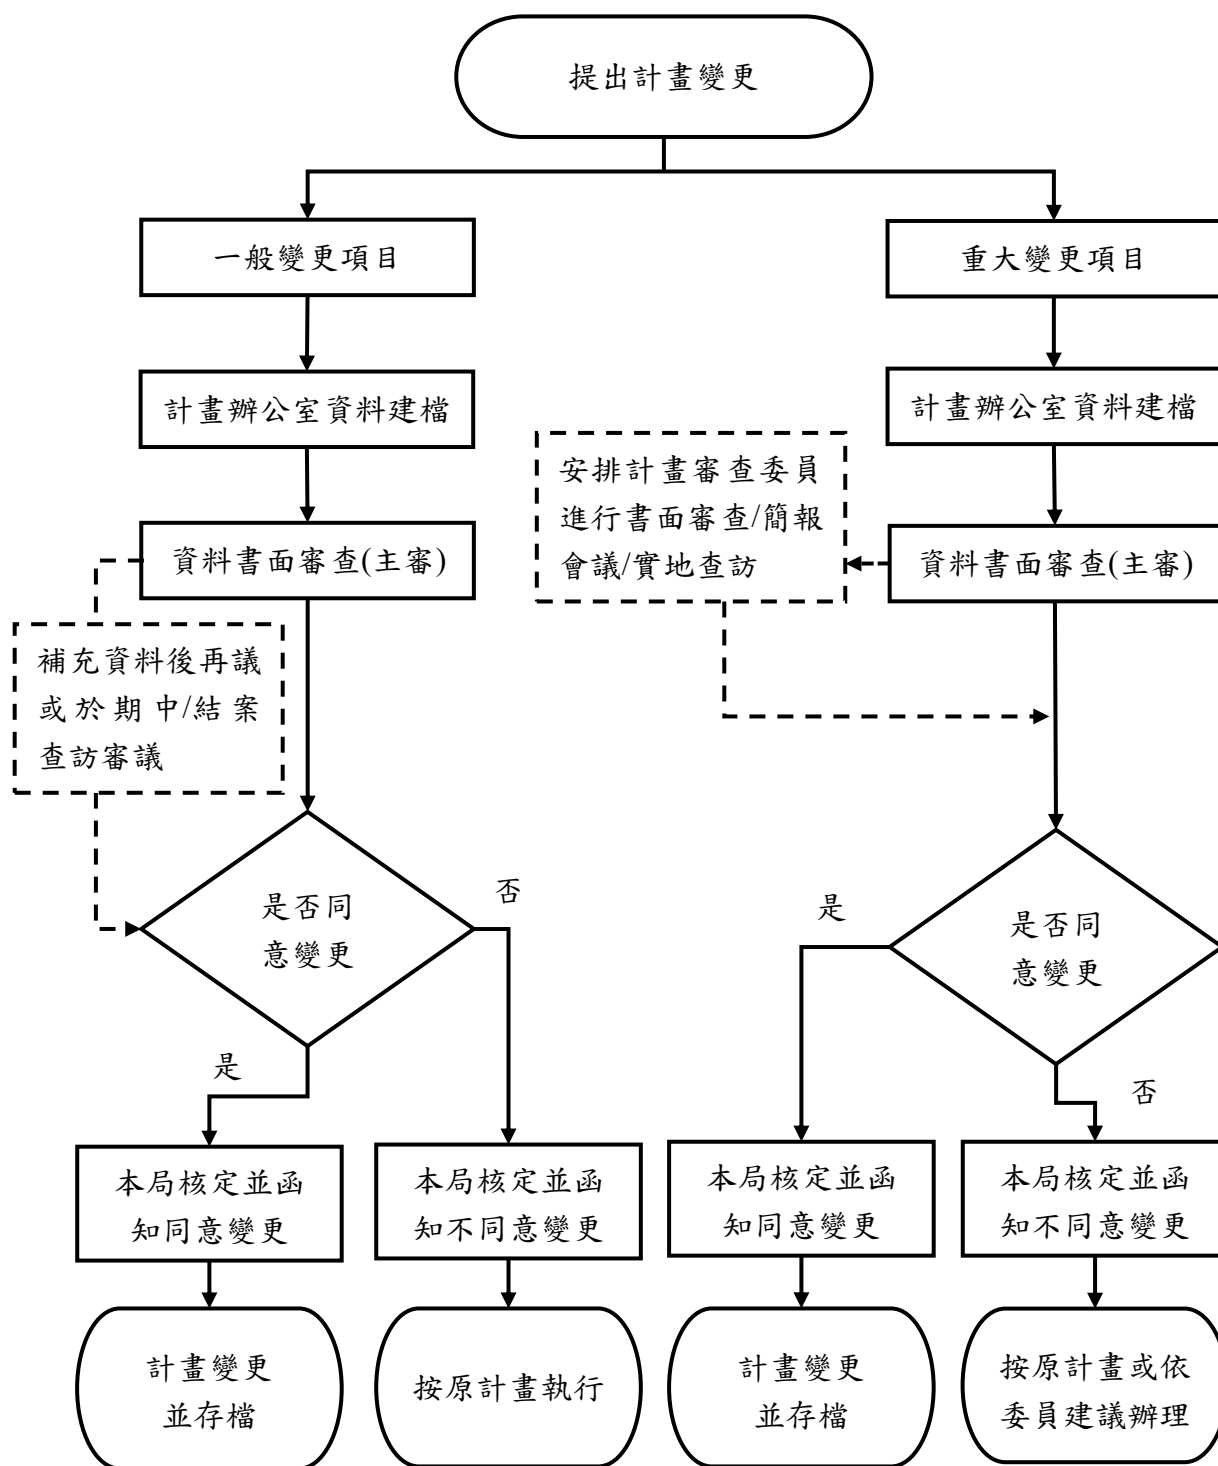 提出計畫變更
一般變更項目
重大變更項目
計畫辦公室資料建檔
計畫辦公室資料建檔
安排計畫審查委員
進行書面審查/簡報
會議/實地查訪
資料書面審查(主審)
資料書面審查(主審)
補充資料後再議
或於期中/結案
查訪審議
是否同
意變更
否
是
是否同
意變更
是
否
本局核定並函
知同意變更
本局核定並函
知不同意變更
本局核定並函
知同意變更
本局核定並函
知不同意變更
計畫變更
並存檔
按原計畫執行
計畫變更
並存檔
按原計畫或依
委員建議辦理